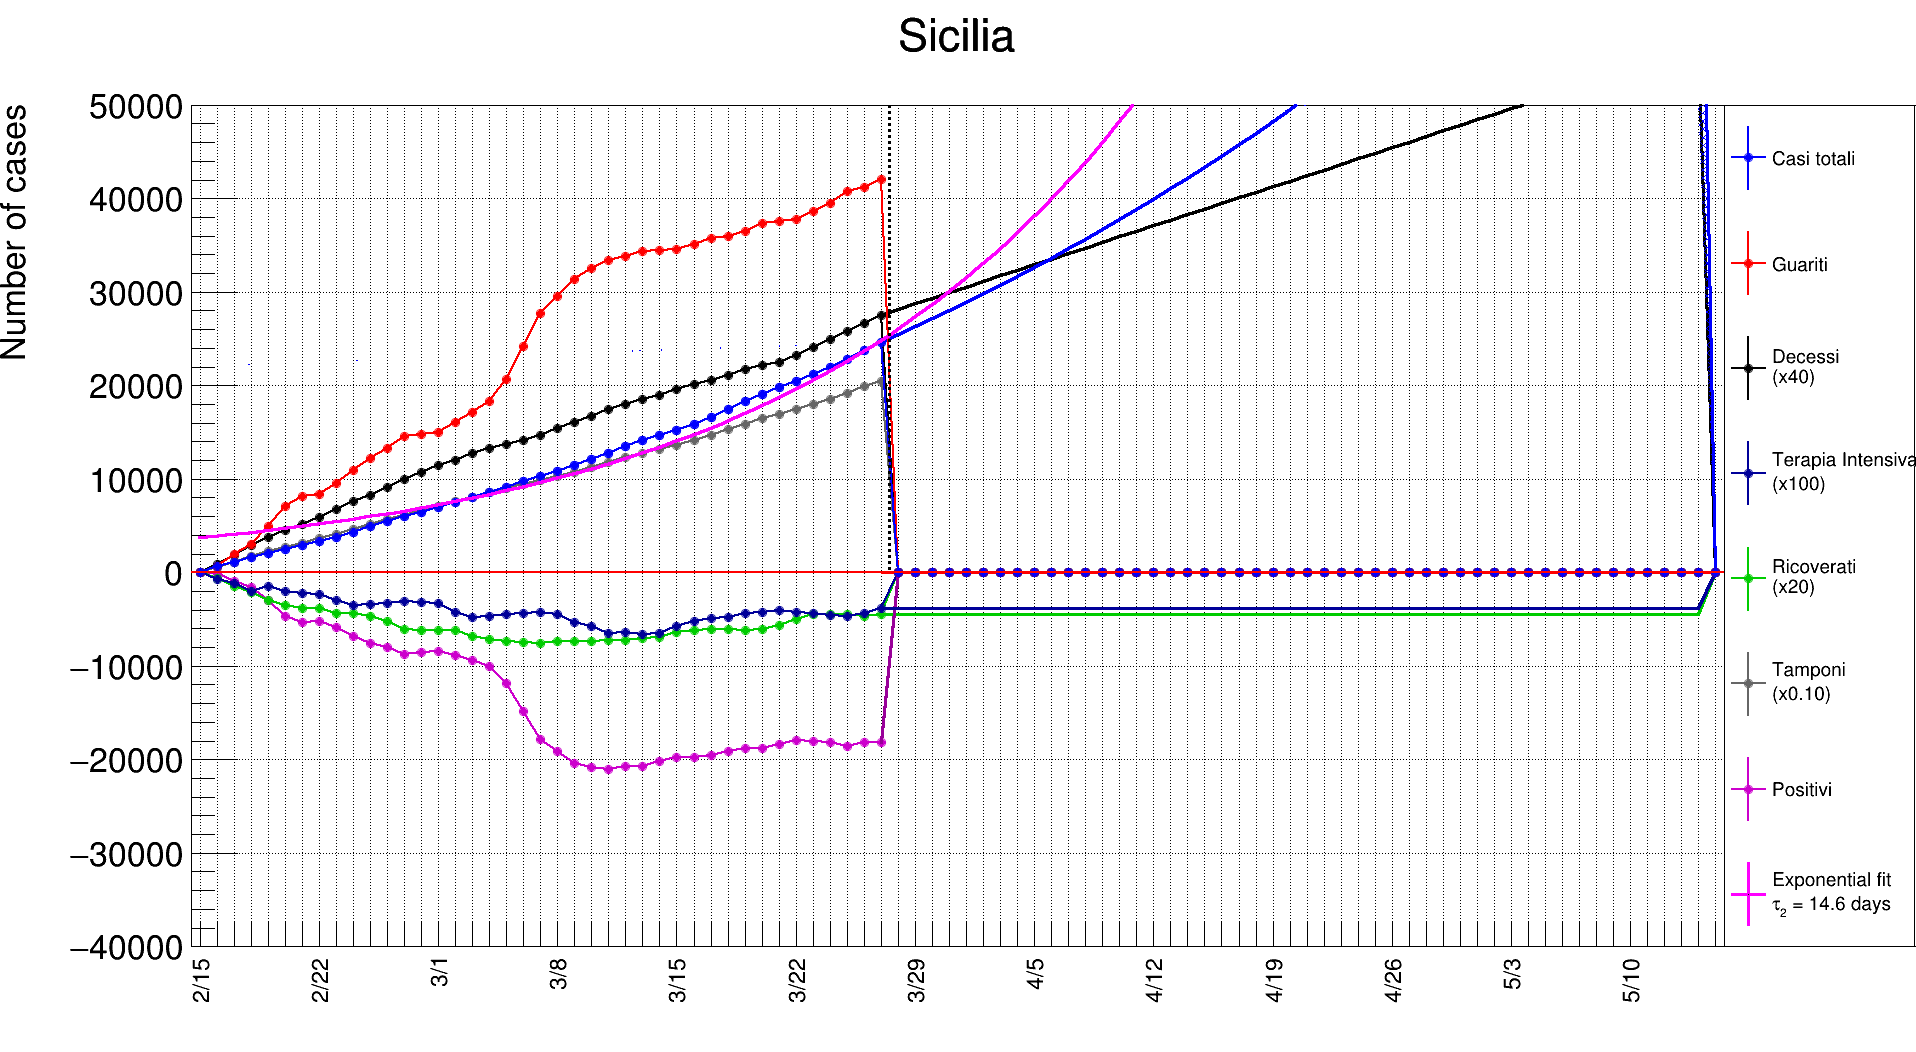 Sicilia
Number of cases
50000
40000
30000
20000
10000
0
−10000
−20000
−30000
−40000
2/15
2/22
3/1
3/8
3/15
3/22
3/29
4/5
4/12
4/19
4/26
5/3
5/10
Casi totali
Guariti
Decessi
(x40)
Terapia Intensiva
(x100)
Ricoverati
(x20)
Tamponi
(x0.10)
Positivi
Exponential fit
τ2 = 14.6 days